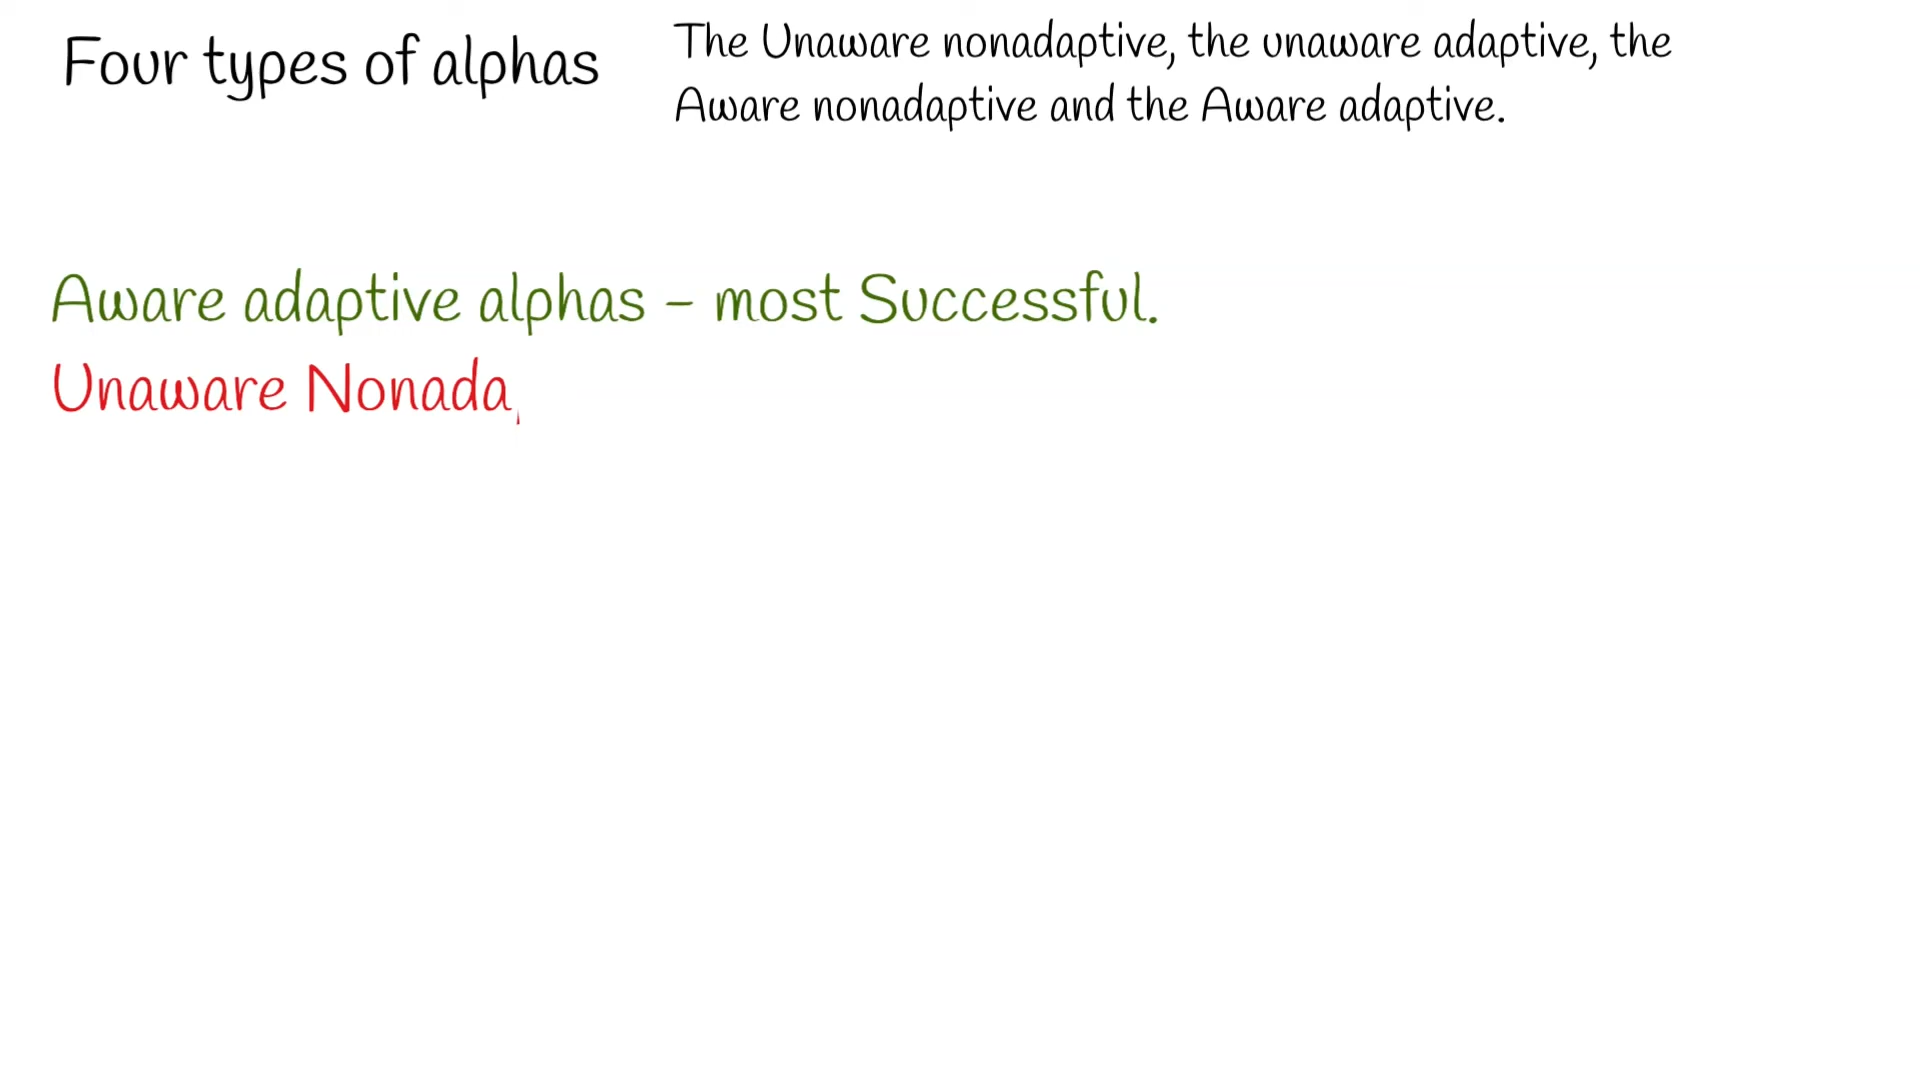 Four types of alphas
The Unaware nonadaptive, the unaware adaptive, the
Aware nonadaptive and the Aware adaptive.
Aware adaptive alphas - most Successful.
Unaware Nonada